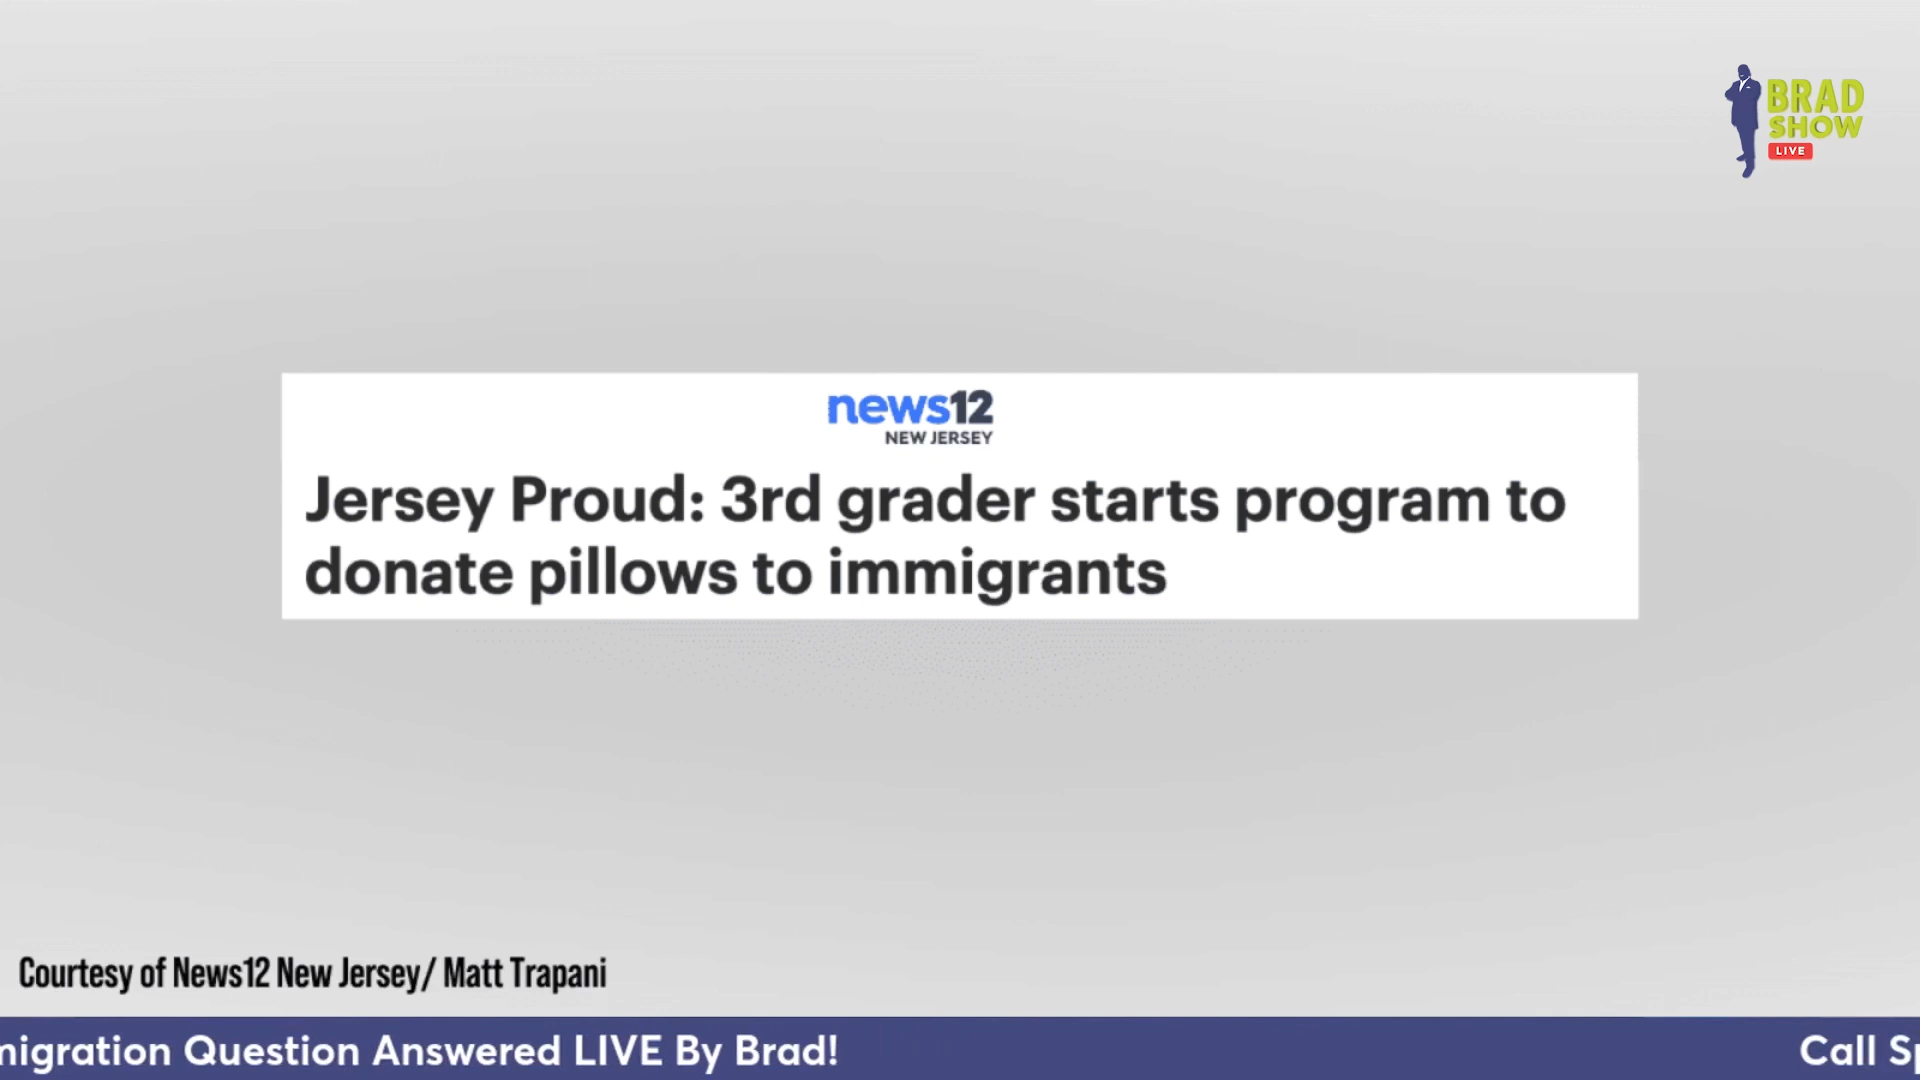 BRAD
SHOW
LIVE
news12
NEW JERSEY
Jersey Proud: 3rd grader starts program to
donate pillows to immigrants
Courtesy of News12 New Jersey/ Matt Trapani
migration Question Answered LIVE By Brad!
Call